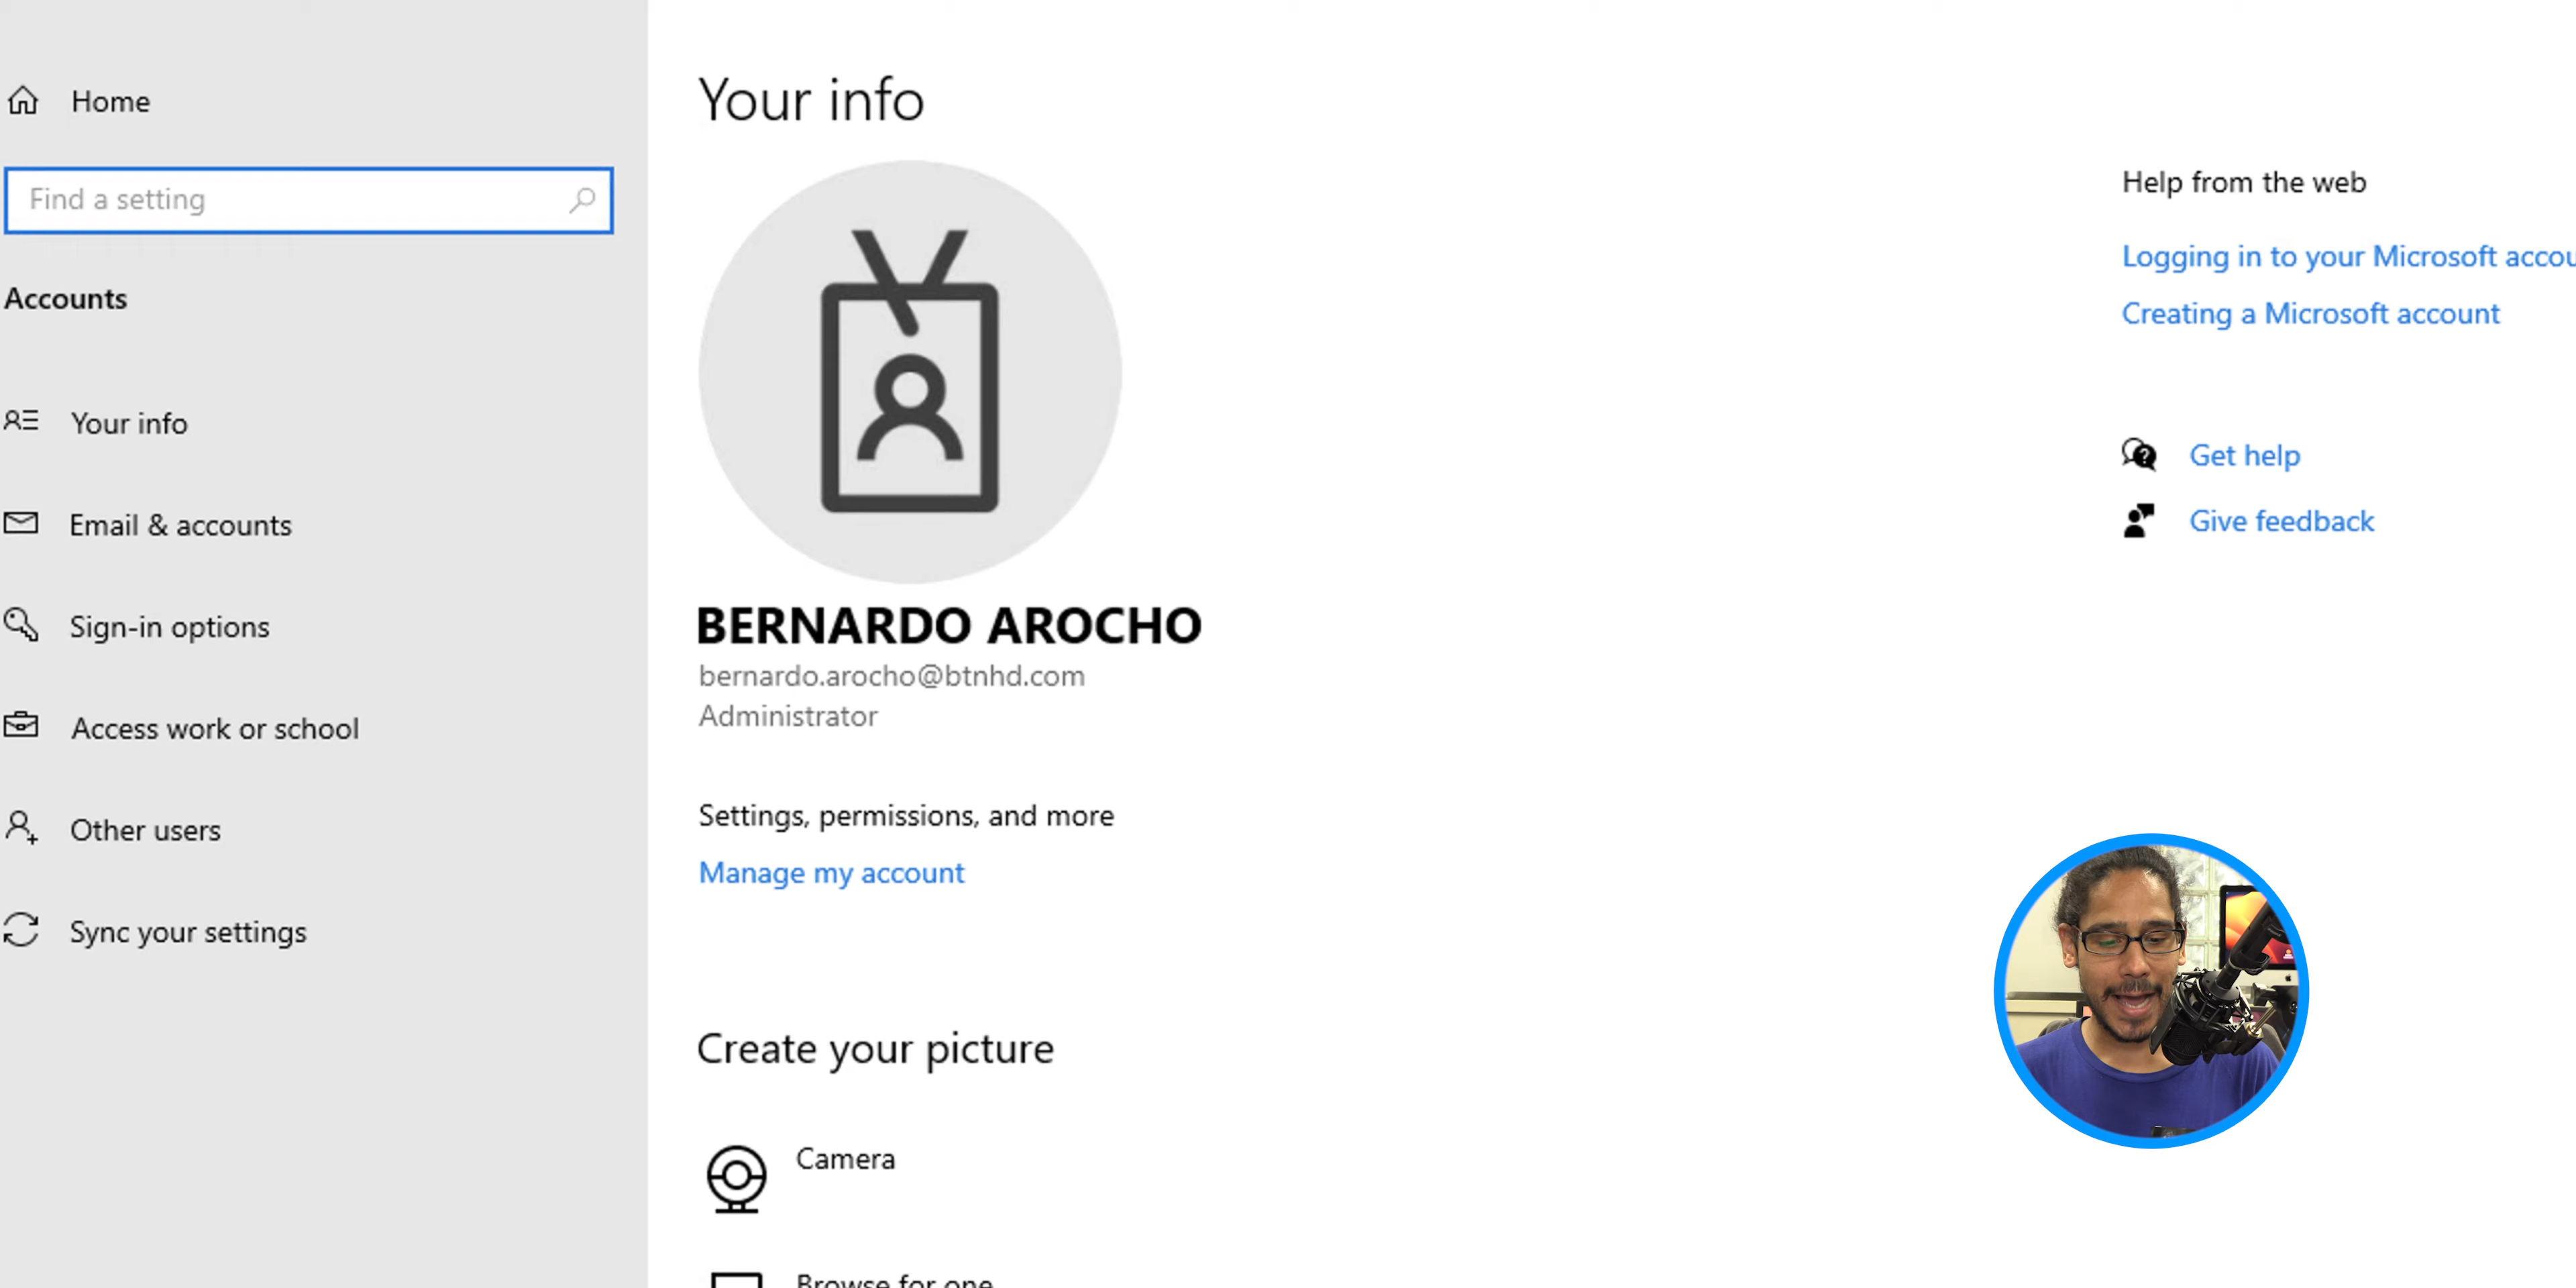 Home
Find a setting
Accounts
Your info
Email & accounts
Sign-in options
Access work or school
Other users
Sync your settings
Your info
BERNARDO AROCHO
bernardo.arocho@btnhd.com
Administrator
Settings, permissions, and more
Manage my account
Create your picture
Camera
Browse for one
Help from the web
Logging in to your Microsoft accou
Creating a Microsoft account
Get help
Give feedback